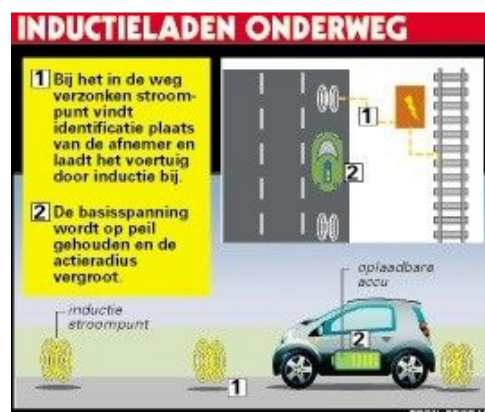 INDUCTIELADEN ONDERWEG
1 Bij het in de weg
verzonken stroom-
punt vindt
identificatie plaats
van de afnemer en
laadt het voertuig
door inductie bij.
2 De basisspanning
wordt op peil
gehouden en de
actieradius
vergroot.
1
2
oplaadbare
accu
inductie
stroompunt
2
1